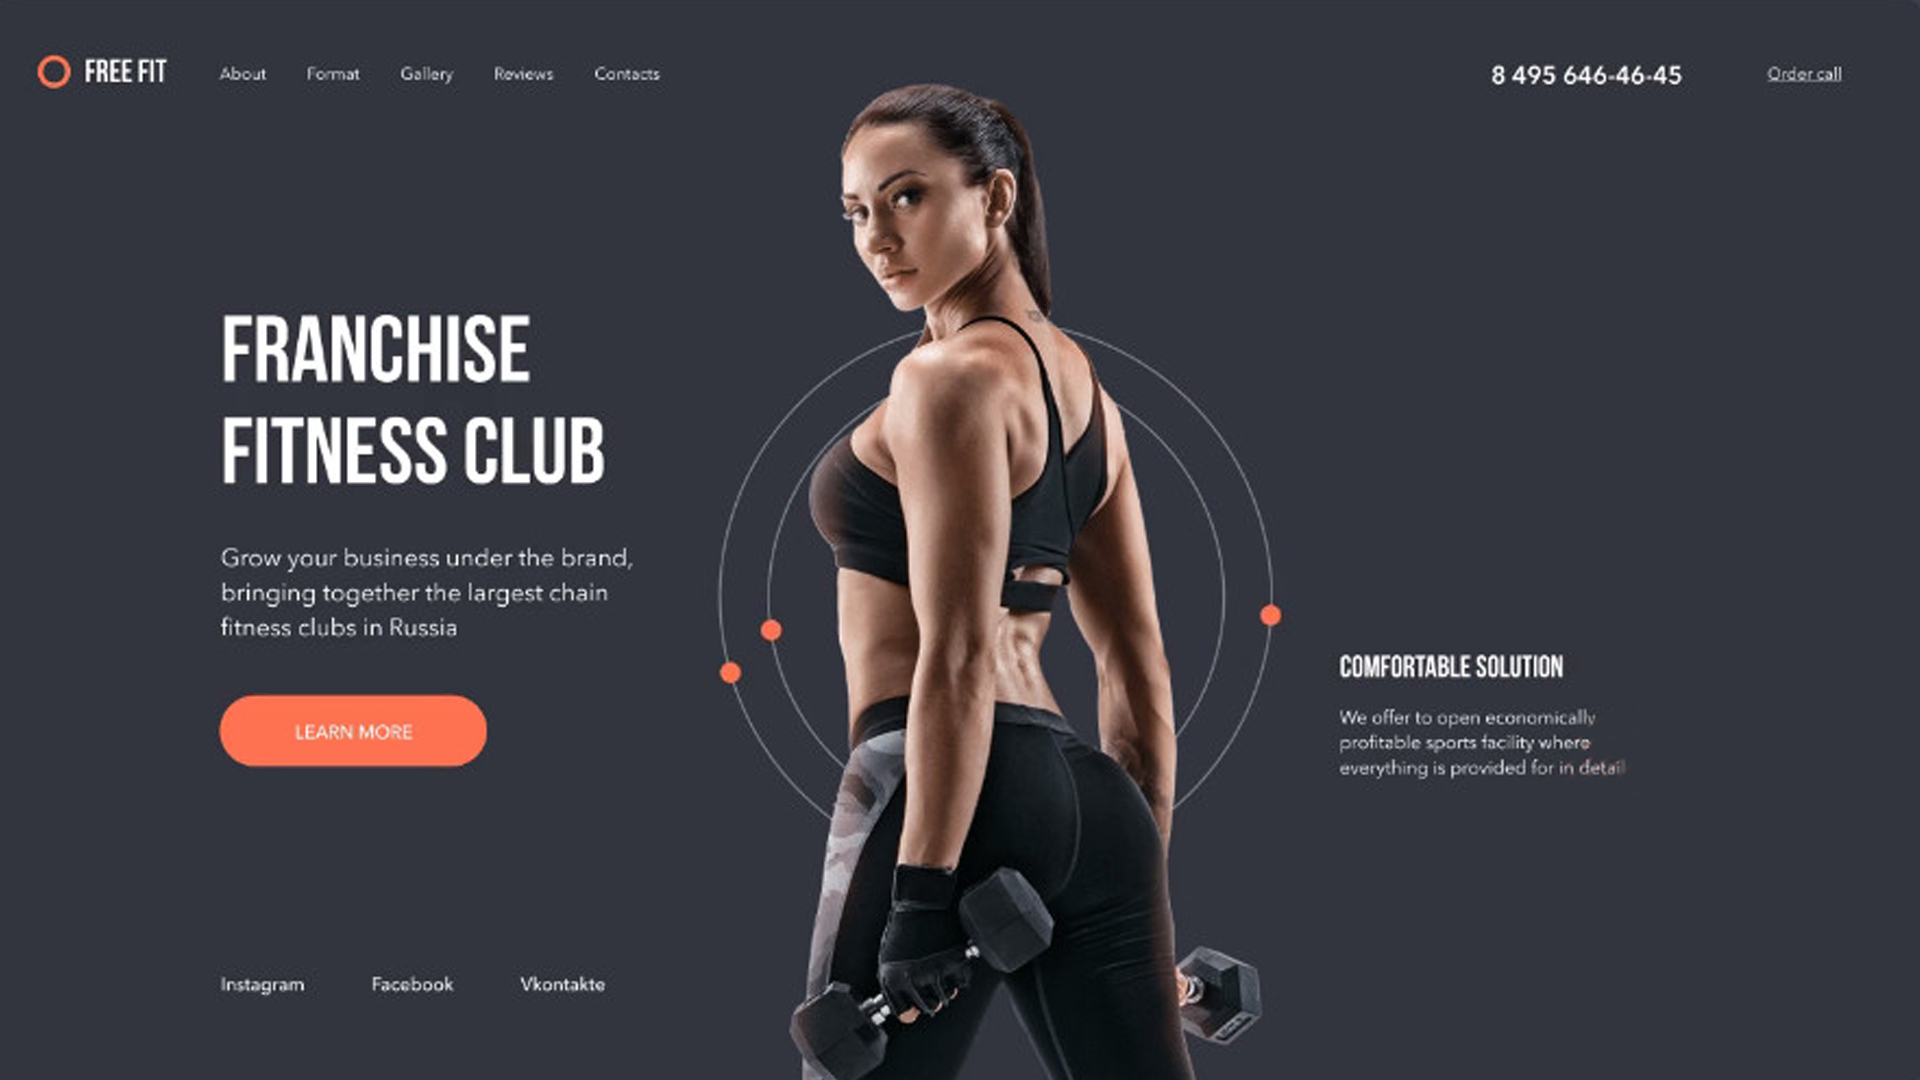 FREE FIT
About
Format
Gallery
Reviews
Contacts
8 495 646-46-45
Order call
FRANCHISE
FITNESS CLUB
Grow your business under the brand,
bringing together the largest chain
fitness clubs in Russia
LEARN MORE
COMFORTABLE SOLUTION
We offer to open economically
profitable sports facility where
everything is provided for in detail
Instagram
Facebook
Vkontakte